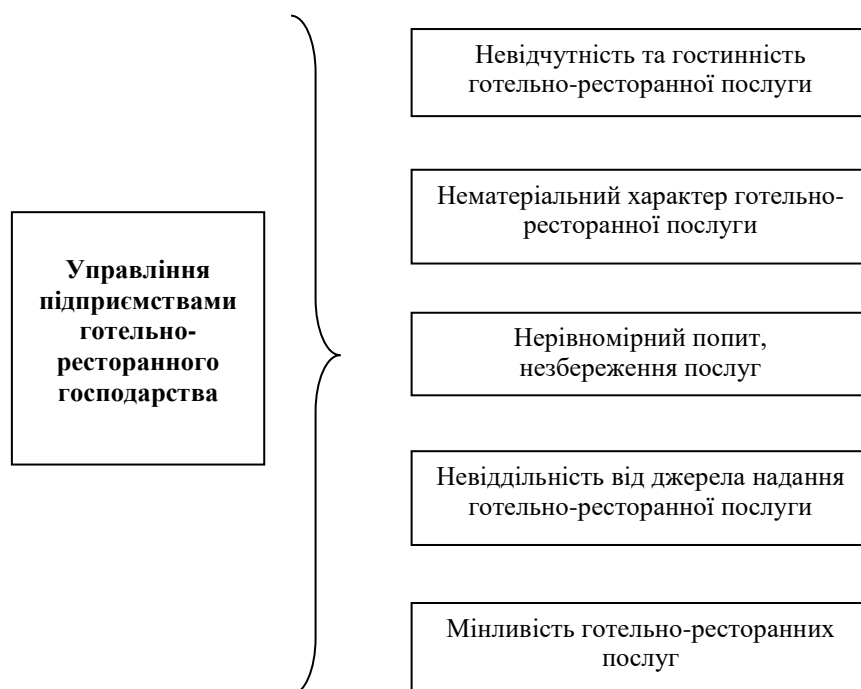 Управління
підприємствами
готельно-
ресторанного
господарства
Невідчутність та гостинність
готельно-ресторанної послуги
Нематеріальний характер готельно-
ресторанної послуги
Нерівномірний попит,
незбереження послуг
Невіддільність від джерела надання
готельно-ресторанної послуги
Мінливість готельно-ресторанних
послуг